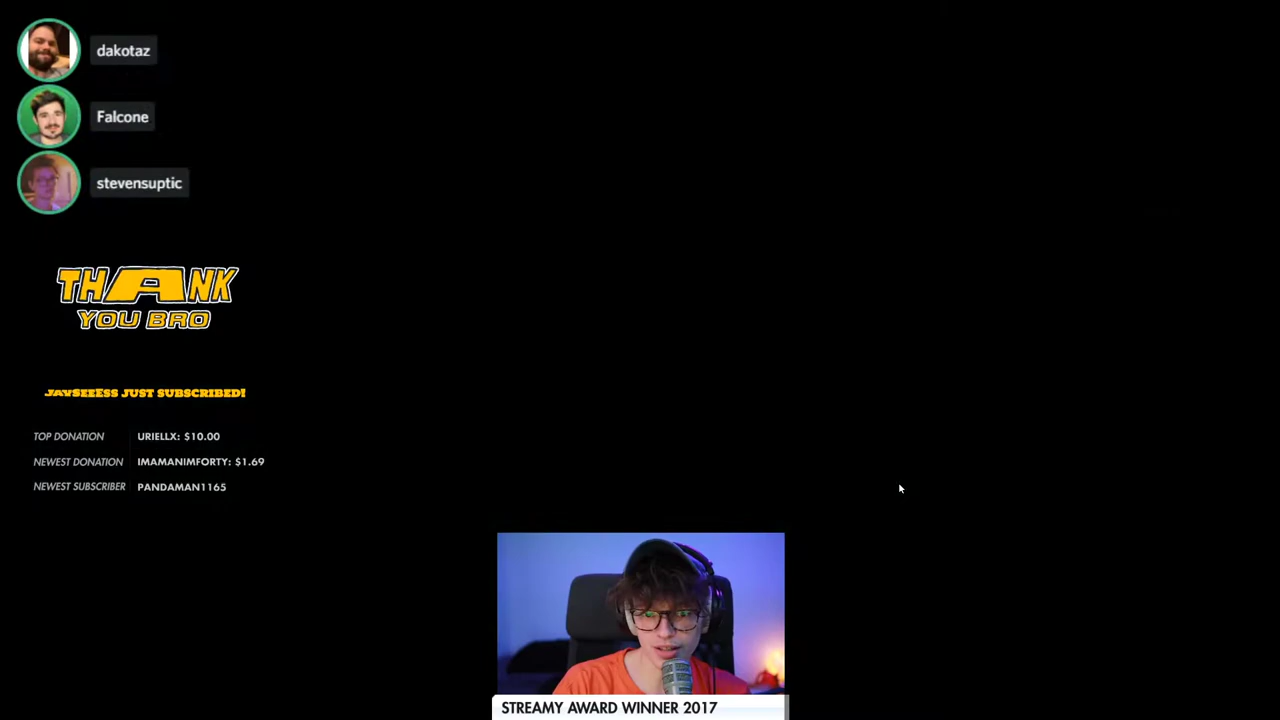 dakotaz
Falcone
stevensuptic
THANK
YOU BRO
JAYSEEESS JUST SUBSCRIBED!
TOP DONATION URIELLX: $10.00
NEWEST DONATION IMAMANIMFORTY: $1.69
NEWEST SUBSCRIBER PANDAMAN1165
STREAMY AWARD WINNER 2017